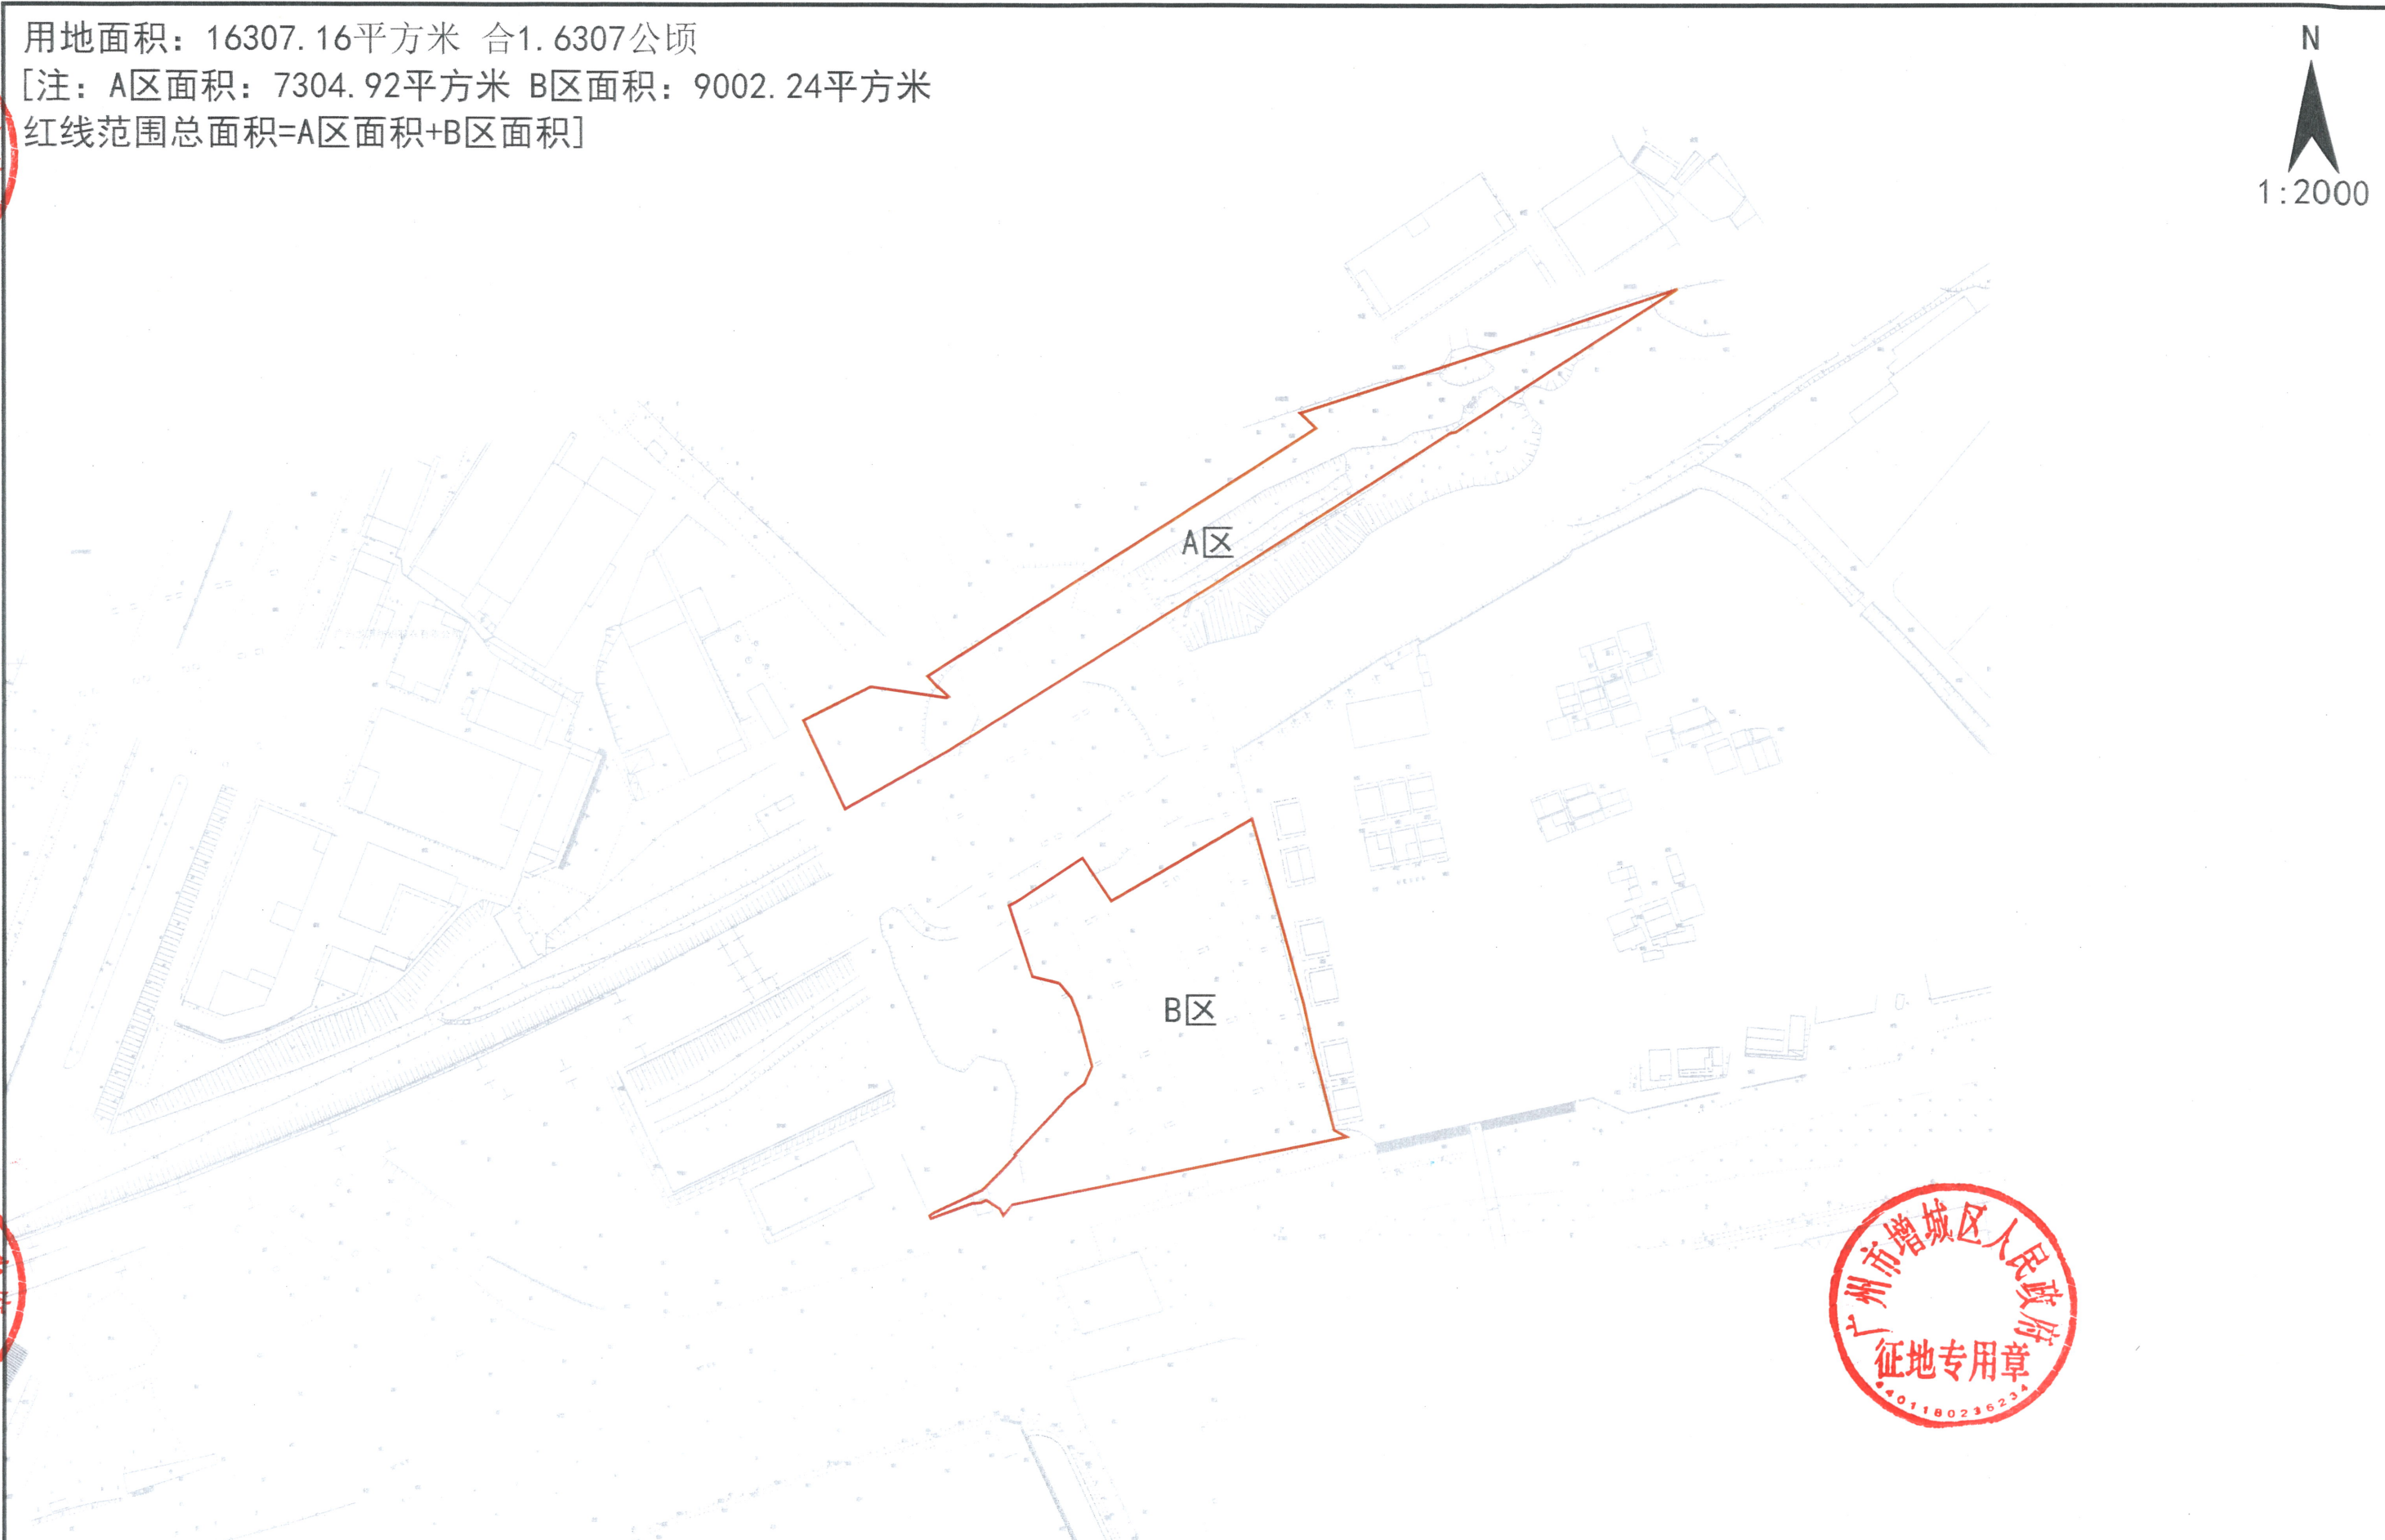 用地面积：16307.16平方米 合1.6307公顷
[注：A区面积：7304.92平方米 B区面积：9002.24平方米
红线范围总面积=A区面积+B区面积]
N
1:2000
A区
B区
广州市增城区人民政府
征地专用章
4401180236234